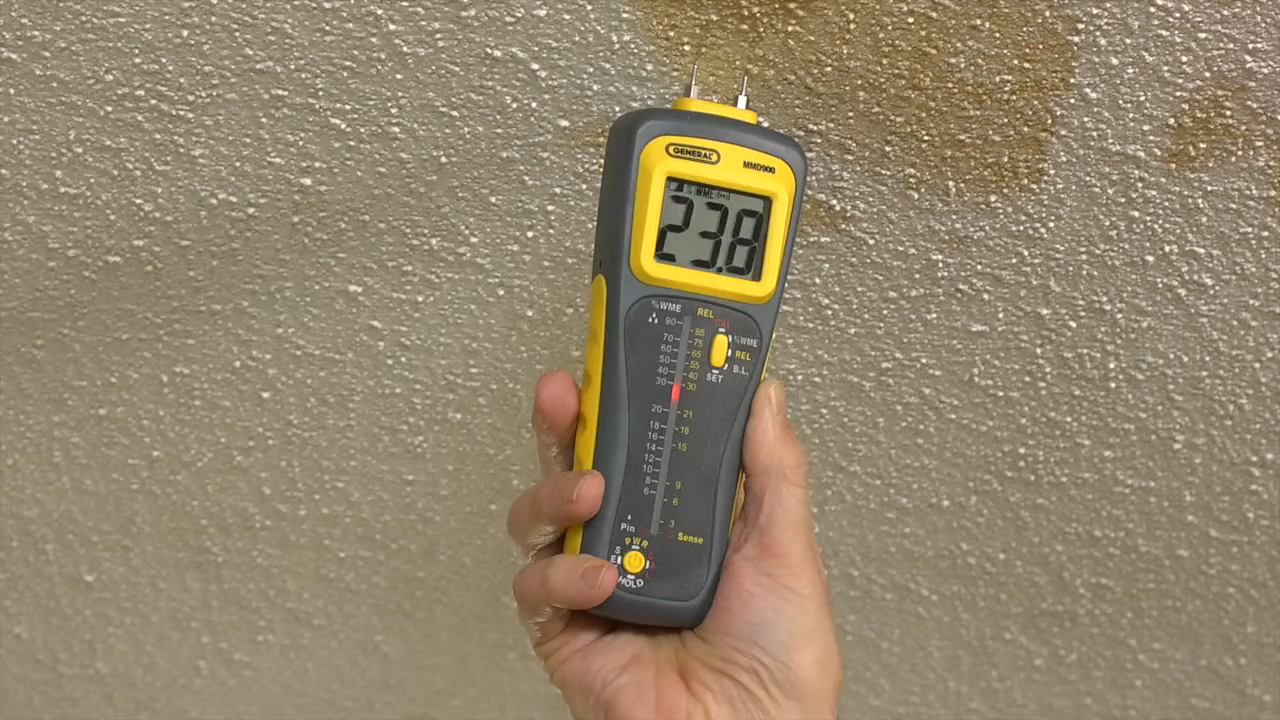 GENERAL
MMD900
% WME
23.8
%WME REL
CAL
90
85
%WME
70
75
60
65
REL
50
55
B.L.
40
40
SET
30
30
20
21
18
18
16
15
14
12
10
8
9
6
6
3
Pin
Sense
PWR
SEL
CAL
HOLD